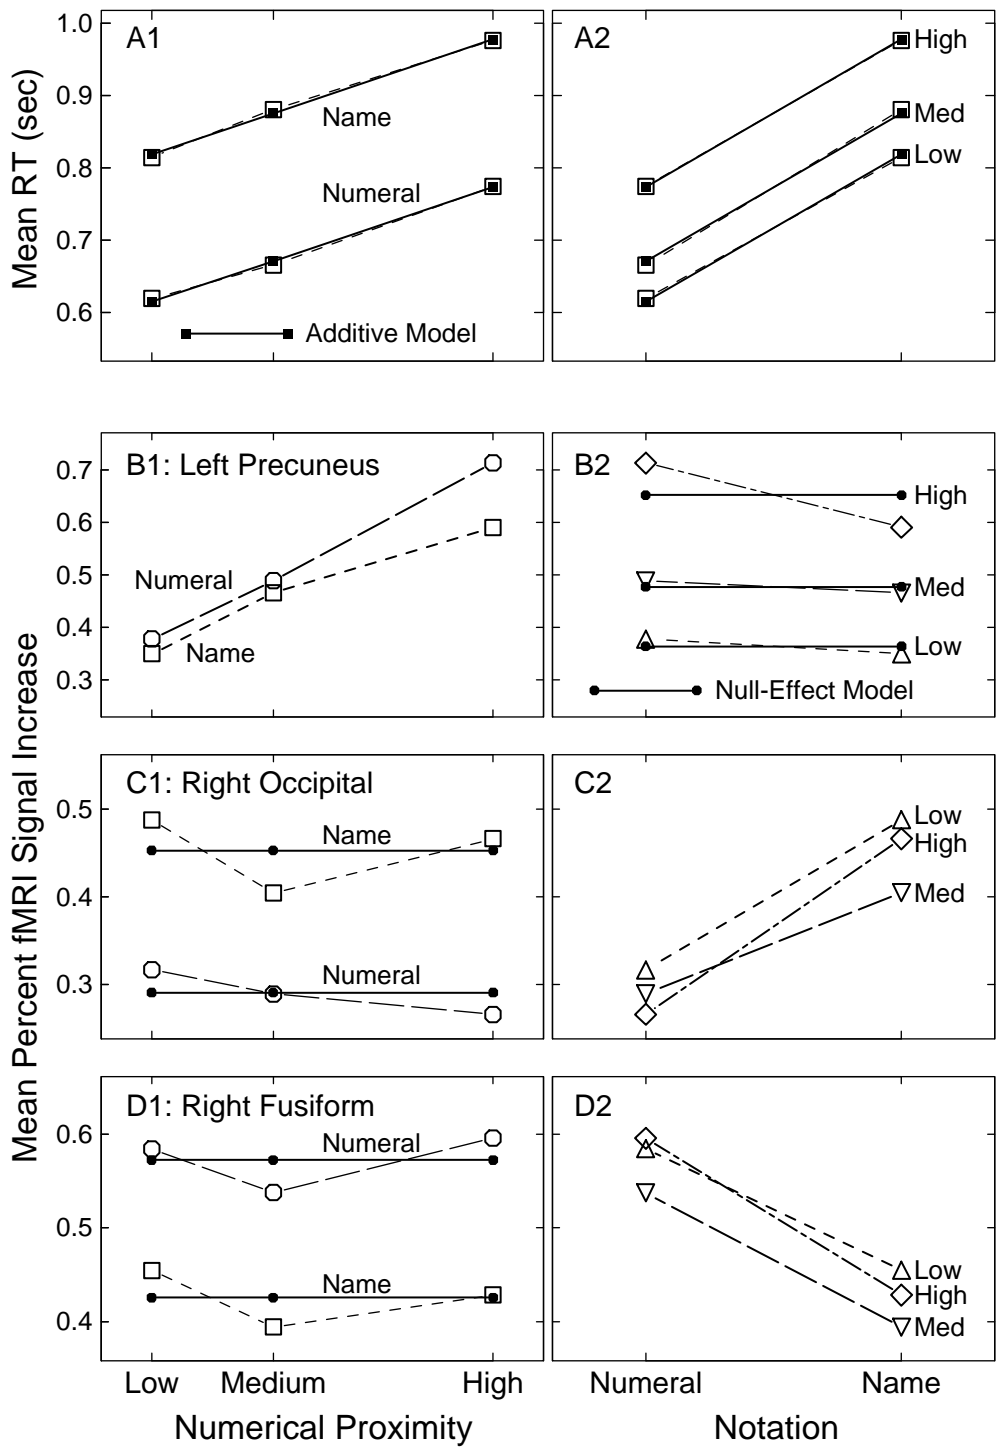 A1
A2
1.0
0.9
0.8
0.7
0.6
Mean RT (sec)
Name
Numeral
Additive Model
High
Med
Low
B1: Left Precuneus
B2
0.7
0.6
0.5
0.4
0.3
Numeral
Name
High
Med
Low
Null-Effect Model
Mean Percent fMRI Signal Increase
C1: Right Occipital
C2
0.5
0.4
0.3
Name
Numeral
Low
High
Med
D1: Right Fusiform
D2
0.6
0.5
0.4
Numeral
Name
Low
High
Med
Low Medium High
Numeral Name
Numerical Proximity
Notation